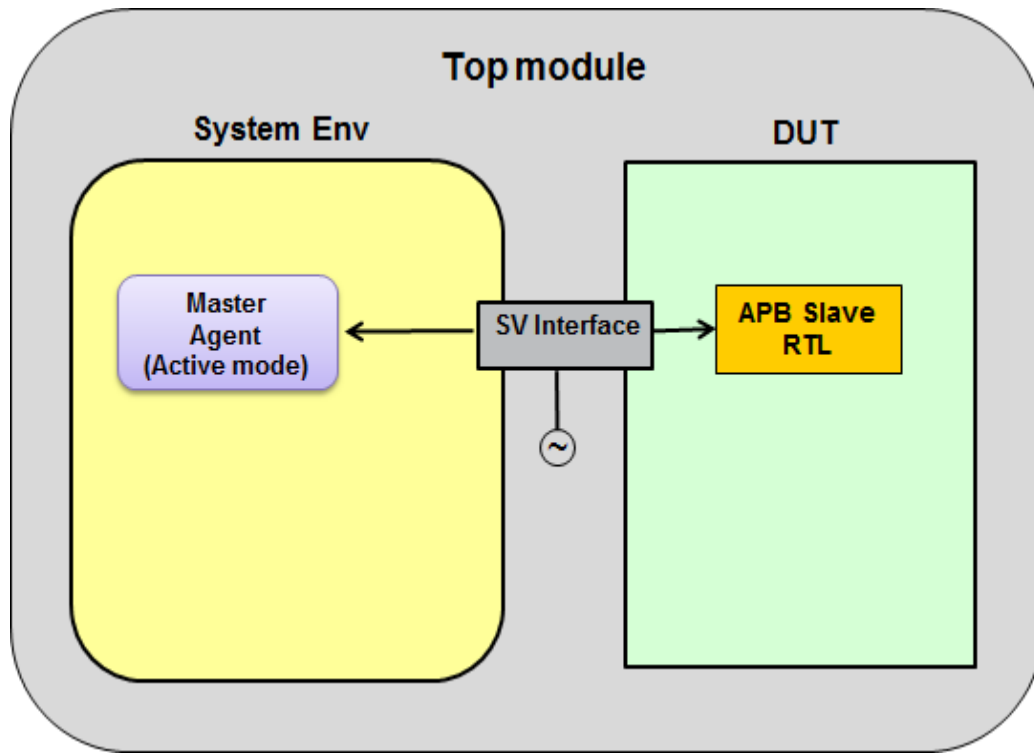 Top module
System Env
DUT
Master
Agent
(Active mode)
SV Interface
APB Slave
RTL
~